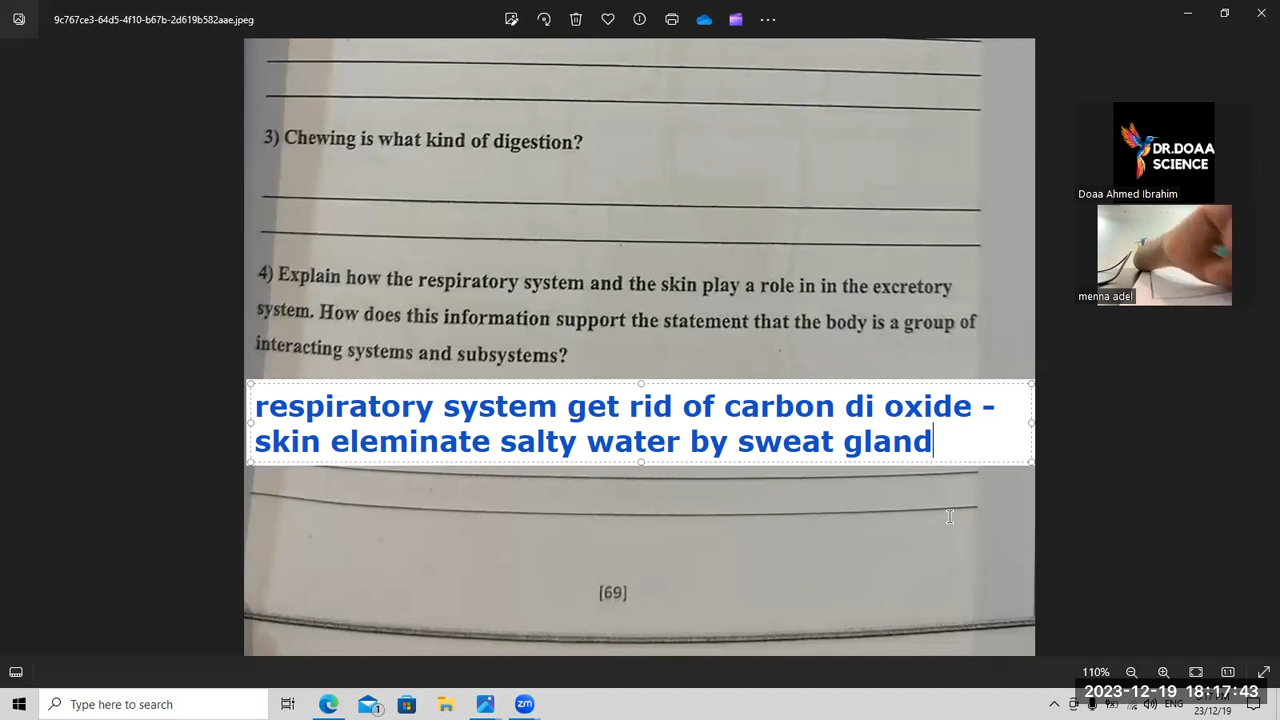 9c767ce3-64d5-4f10-b67b-2d619b582aae.jpeg
3) Chewing is what kind of digestion?
4) Explain how the respiratory system and the skin play a role in in the excretory
system. How does this information support the statement that the body is a group of
interacting systems and subsystems?
respiratory system get rid of carbon di oxide -
skin eleminate salty water by sweat gland
[69]
DR.DOAA
SCIENCE
Doaa Ahmed Ibrahim
menna adel
110%
Type here to search
zm
ENG
2023-12-19 18:17:43
23/12/19